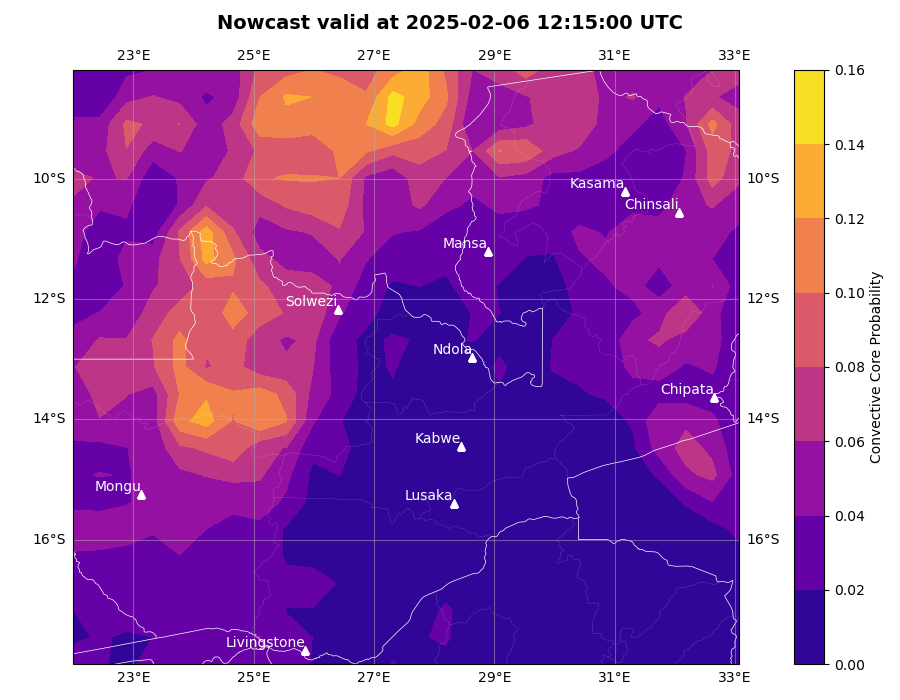 Nowcast valid at 2025-02-06 12:15:00 UTC
23°E 25°E 27°E 29°E 31°E 33°E
0.16
0.14
10°S Kasama 10°S
Chinsali
0.12
Mansa
12°S Solwezi 12°S
0.10
Ndola
0.08
Chipata
14°S 14°S
Kabwe
0.06
Mongu
Lusaka
0.04
16°S 16°S
0.02
Livingstone
0.00
23°E 25°E 27°E 29°E 31°E 33°E
Convective Core Probability